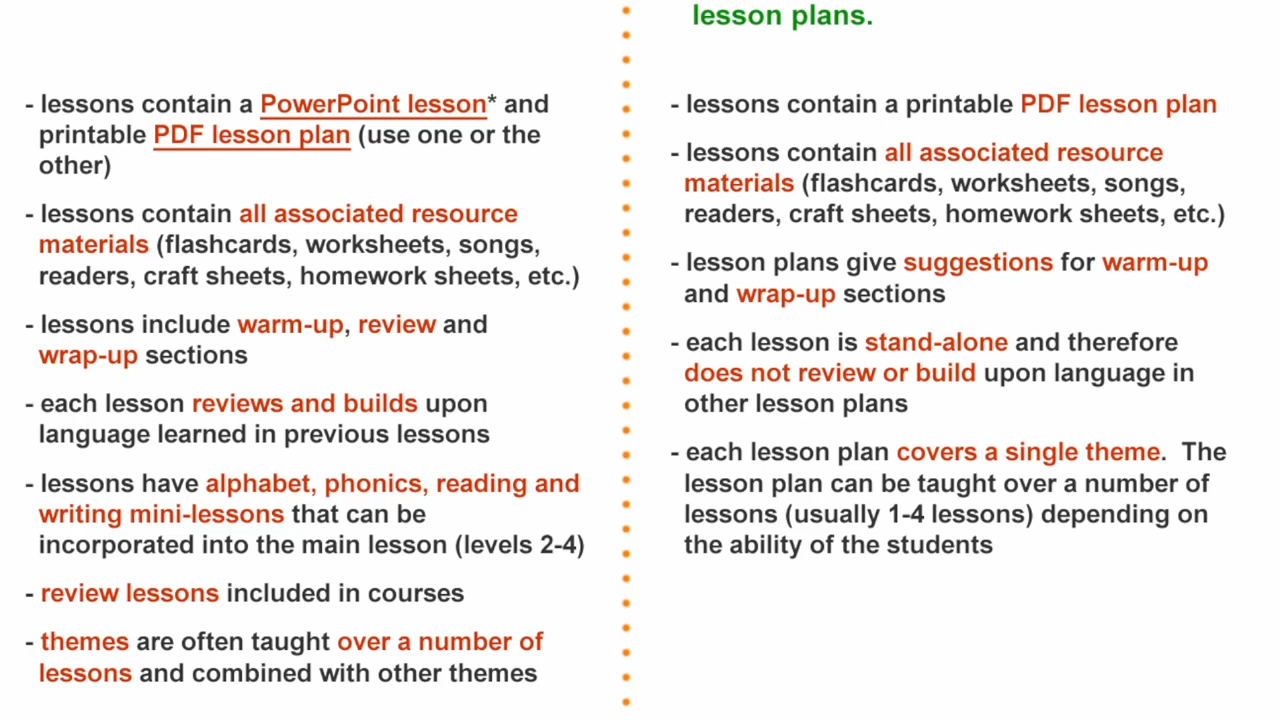 lesson plans.
- lessons contain a PowerPoint lesson* and
printable PDF lesson plan (use one or the
other)
- lessons contain all associated resource
materials (flashcards, worksheets, songs,
readers, craft sheets, homework sheets, etc.)
- lessons include warm-up, review and
wrap-up sections
- each lesson reviews and builds upon
language learned in previous lessons
- lessons have alphabet, phonics, reading and
writing mini-lessons that can be
incorporated into the main lesson (levels 2-4)
- review lessons included in courses
- themes are often taught over a number of
lessons and combined with other themes
- lessons contain a printable PDF lesson plan
- lessons contain all associated resource
materials (flashcards, worksheets, songs,
readers, craft sheets, homework sheets, etc.)
- lesson plans give suggestions for warm-up
and wrap-up sections
- each lesson is stand-alone and therefore
does not review or build upon language in
other lesson plans
- each lesson plan covers a single theme. The
lesson plan can be taught over a number of
lessons (usually 1-4 lessons) depending on
the ability of the students